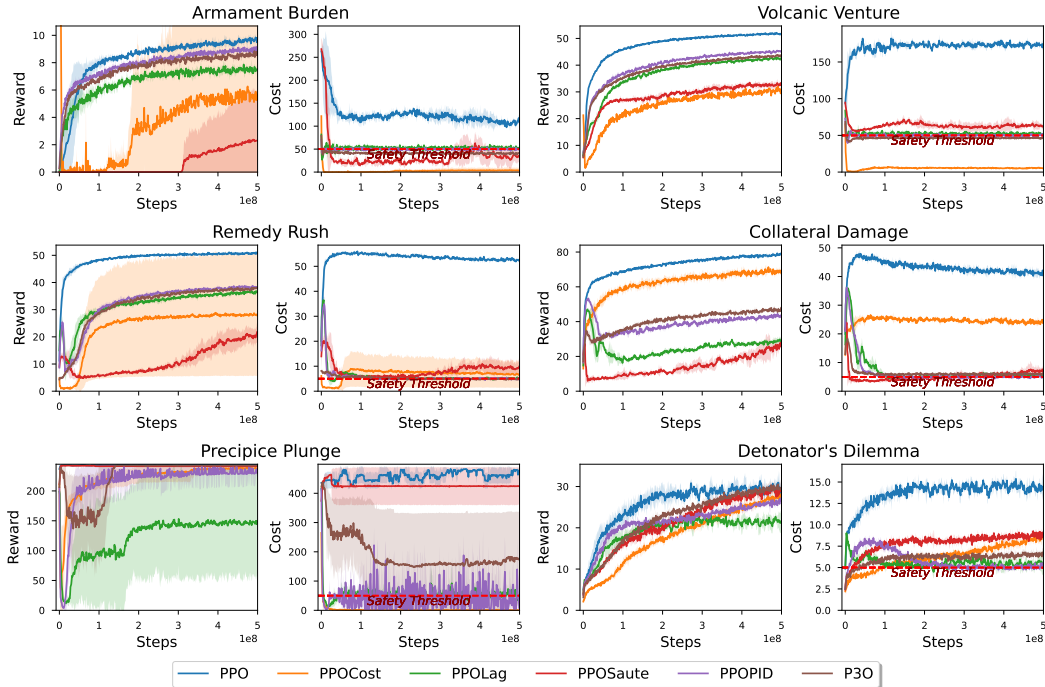 Armament Burden
Volcanic Venture
Reward
10
8
6
4
2
0
0 1 2 3 4 5
1e8
Steps
Cost
300
250
200
150
100
50
0
Safety Threshold
0 1 2 3 4 5
1e8
Steps
Reward
50
40
30
20
10
0
0 1 2 3 4 5
1e8
Steps
Cost
150
100
50
0
Safety Threshold
0 1 2 3 4 5
1e8
Steps
Remedy Rush
Collateral Damage
Reward
50
40
30
20
10
0
0 1 2 3 4 5
1e8
Steps
Cost
50
40
30
20
10
0
Safety Threshold
0 1 2 3 4 5
1e8
Steps
Reward
80
60
40
20
0
0 1 2 3 4 5
1e8
Steps
Cost
50
40
30
20
10
0
Safety Threshold
0 1 2 3 4 5
1e8
Steps
Precipice Plunge
Detonator's Dilemma
Reward
200
150
100
50
0
0 1 2 3 4 5
1e8
Steps
Cost
400
300
200
100
0
Safety Threshold
0 1 2 3 4 5
1e8
Steps
Reward
30
20
10
0
0 1 2 3 4 5
1e8
Steps
Cost
15.0
12.5
10.0
7.5
5.0
2.5
0.0
Safety Threshold
0 1 2 3 4 5
1e8
Steps
PPO PPOCost PPOLag PPOSaute PPOPID P3O